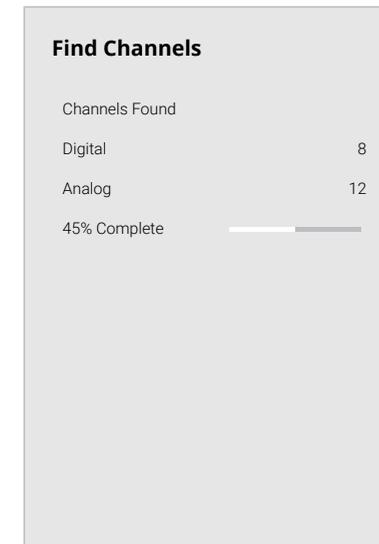 Find Channels
Channels Found
Digital 8
Analog 12
45% Complete